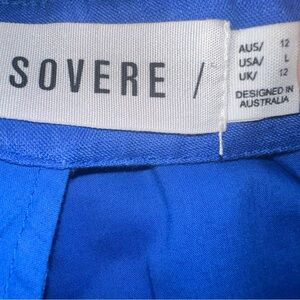 SOVERE /
AUS/ 12
USA/ L
UK/ 12
DESIGNED IN
AUSTRALIA